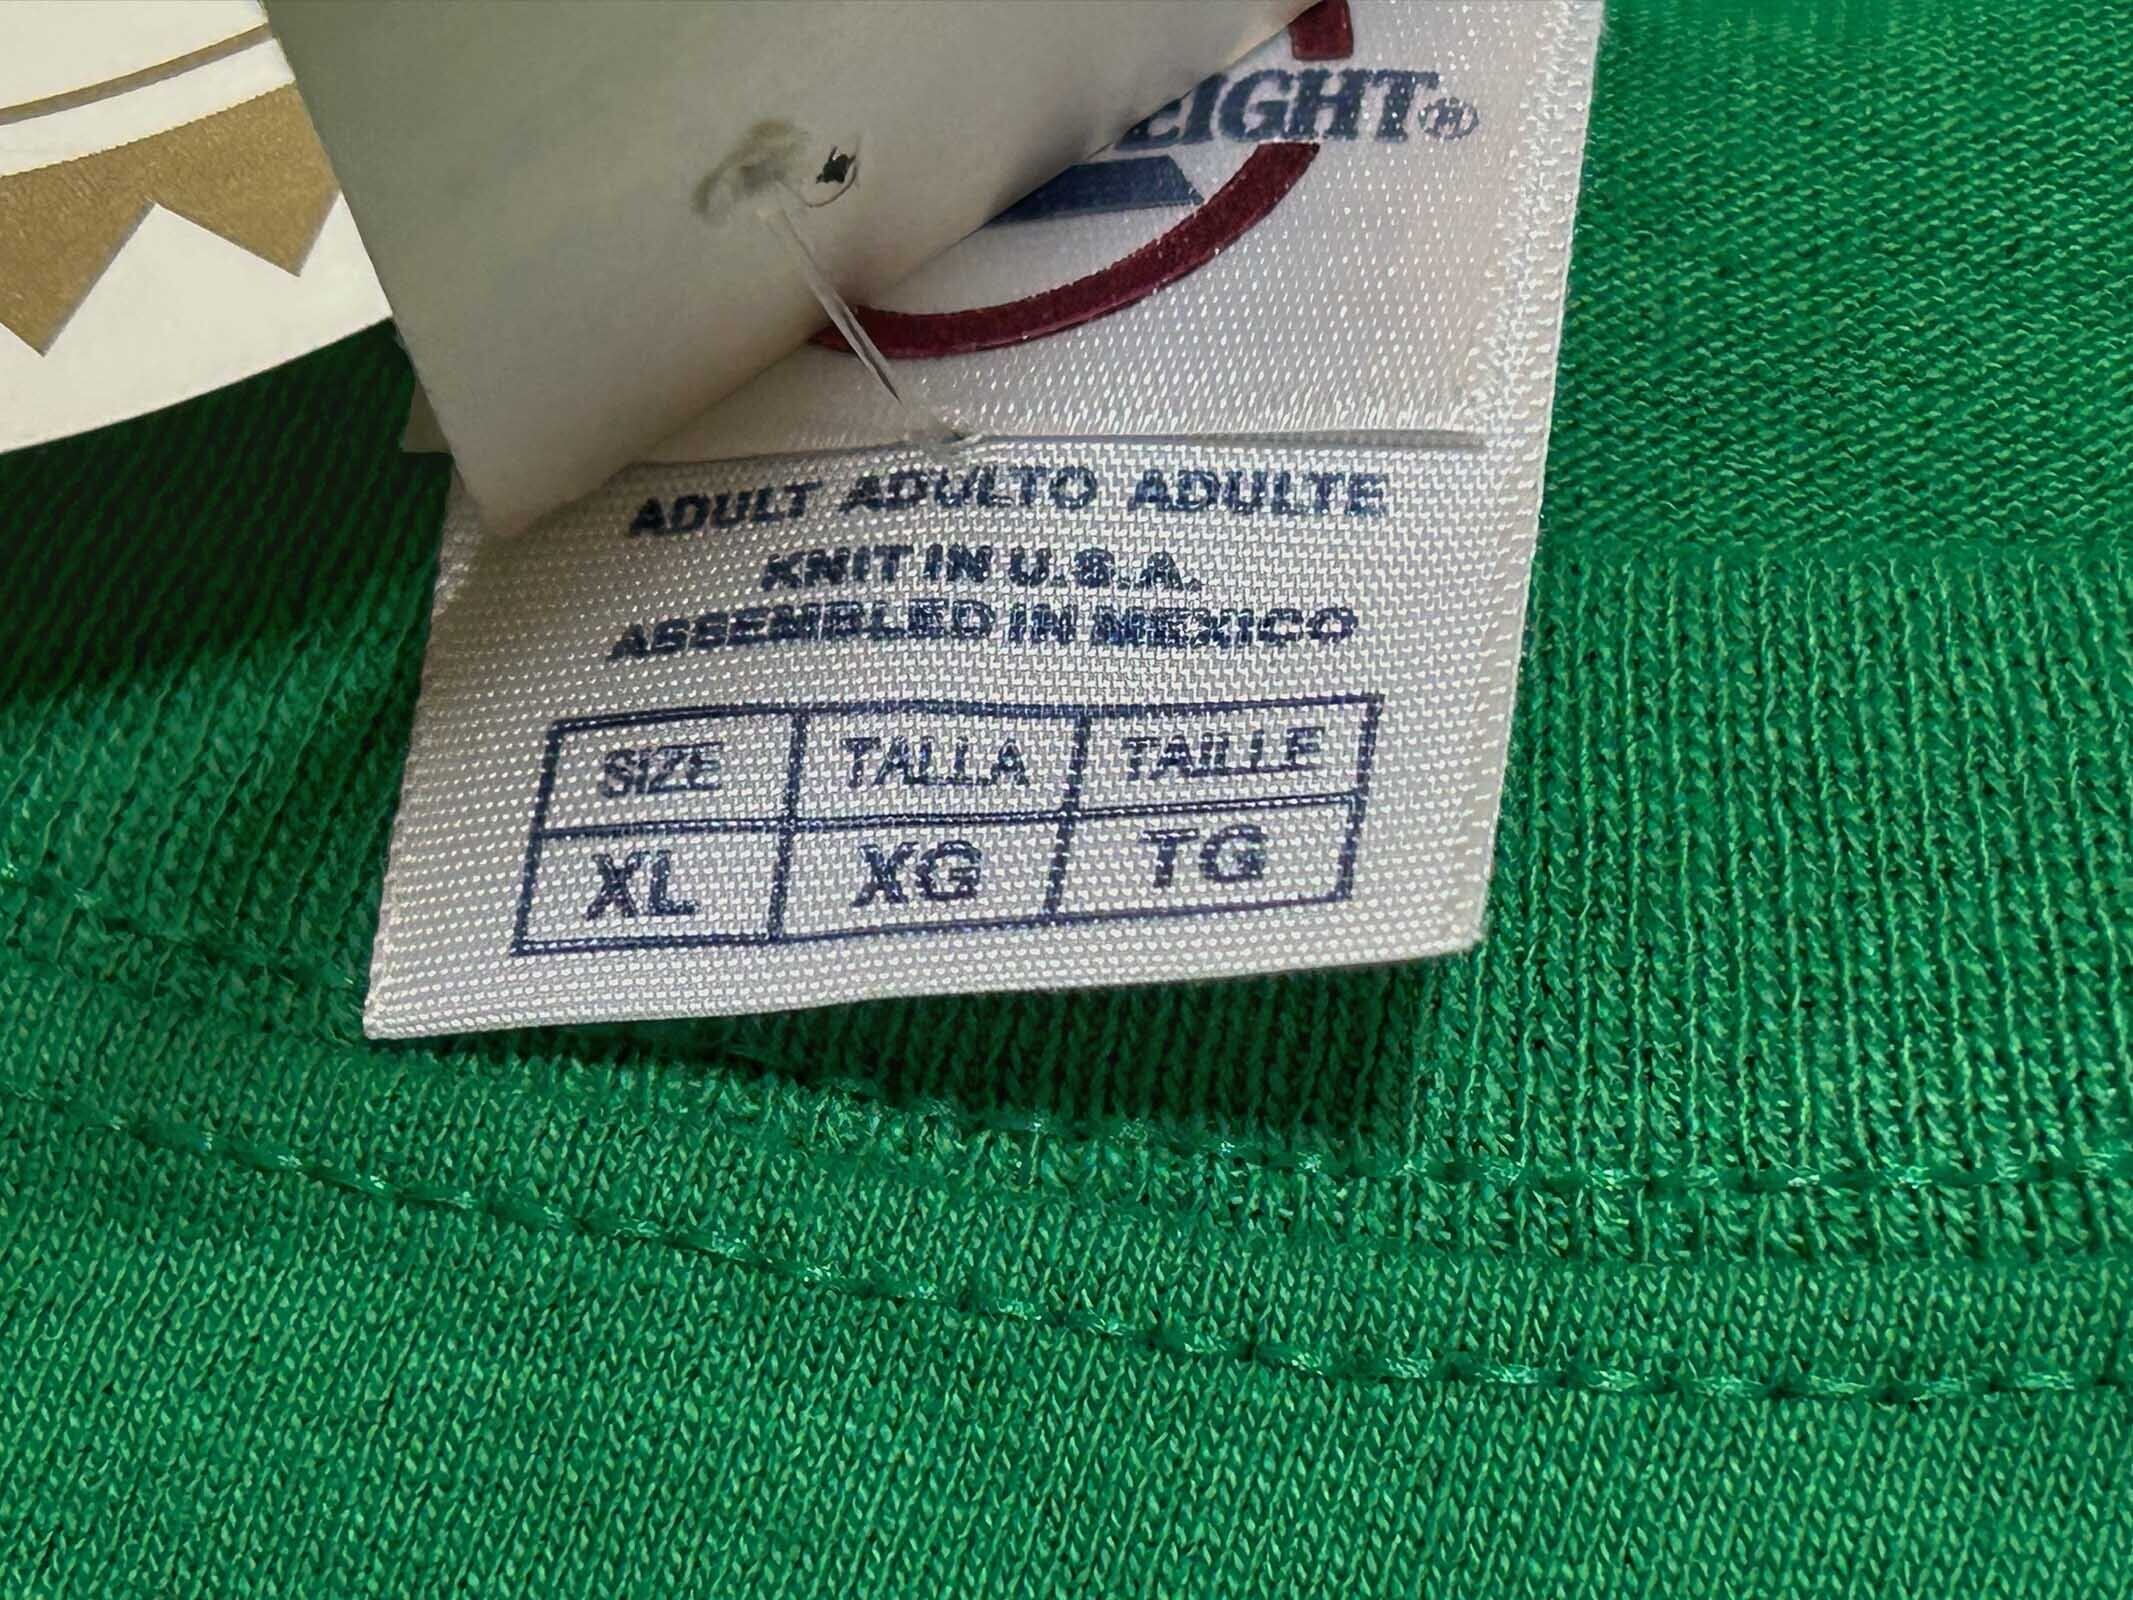 EIGHT®
ADULT ADULTO ADULTE
KNIT IN U.S.A.
ASSEMBLED IN MEXICO
SIZE TALLA TAILLE
XL XG TG